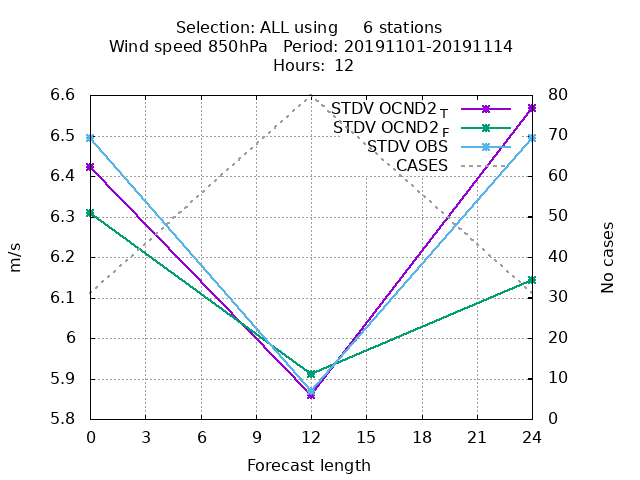 Selection: ALL using 6 stations
Wind speed 850hPa Period: 20191101-20191114
Hours: 12
STDV OCND2 T
STDV OCND2 F
STDV OBS
CASES
6.6
6.5
6.4
6.3
6.2
6.1
6
5.9
5.8
80
70
60
50
40
30
20
10
0
m/s
No cases
0 3 6 9 12 15 18 21 24
Forecast length